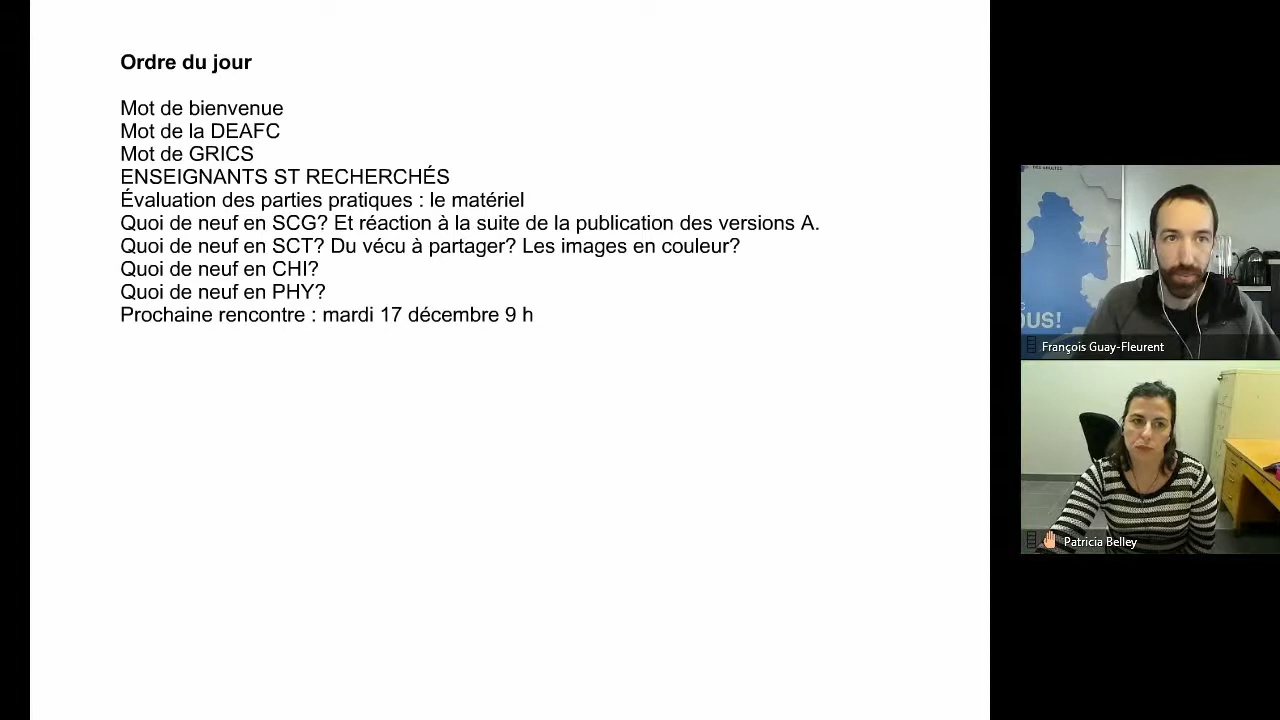 Ordre du jour
Mot de bienvenue
Mot de la DEAFC
Mot de GRICS
ENSEIGNANTS ST RECHERCHÉS
Évaluation des parties pratiques : le matériel
Quoi de neuf en SCG? Et réaction à la suite de la publication des versions A.
Quoi de neuf en SCT? Du vécu à partager? Les images en couleur?
Quoi de neuf en CHI?
Quoi de neuf en PHY?
Prochaine rencontre : mardi 17 décembre 9 h
OUS!
François Guay-Fleurent
Patricia Belley